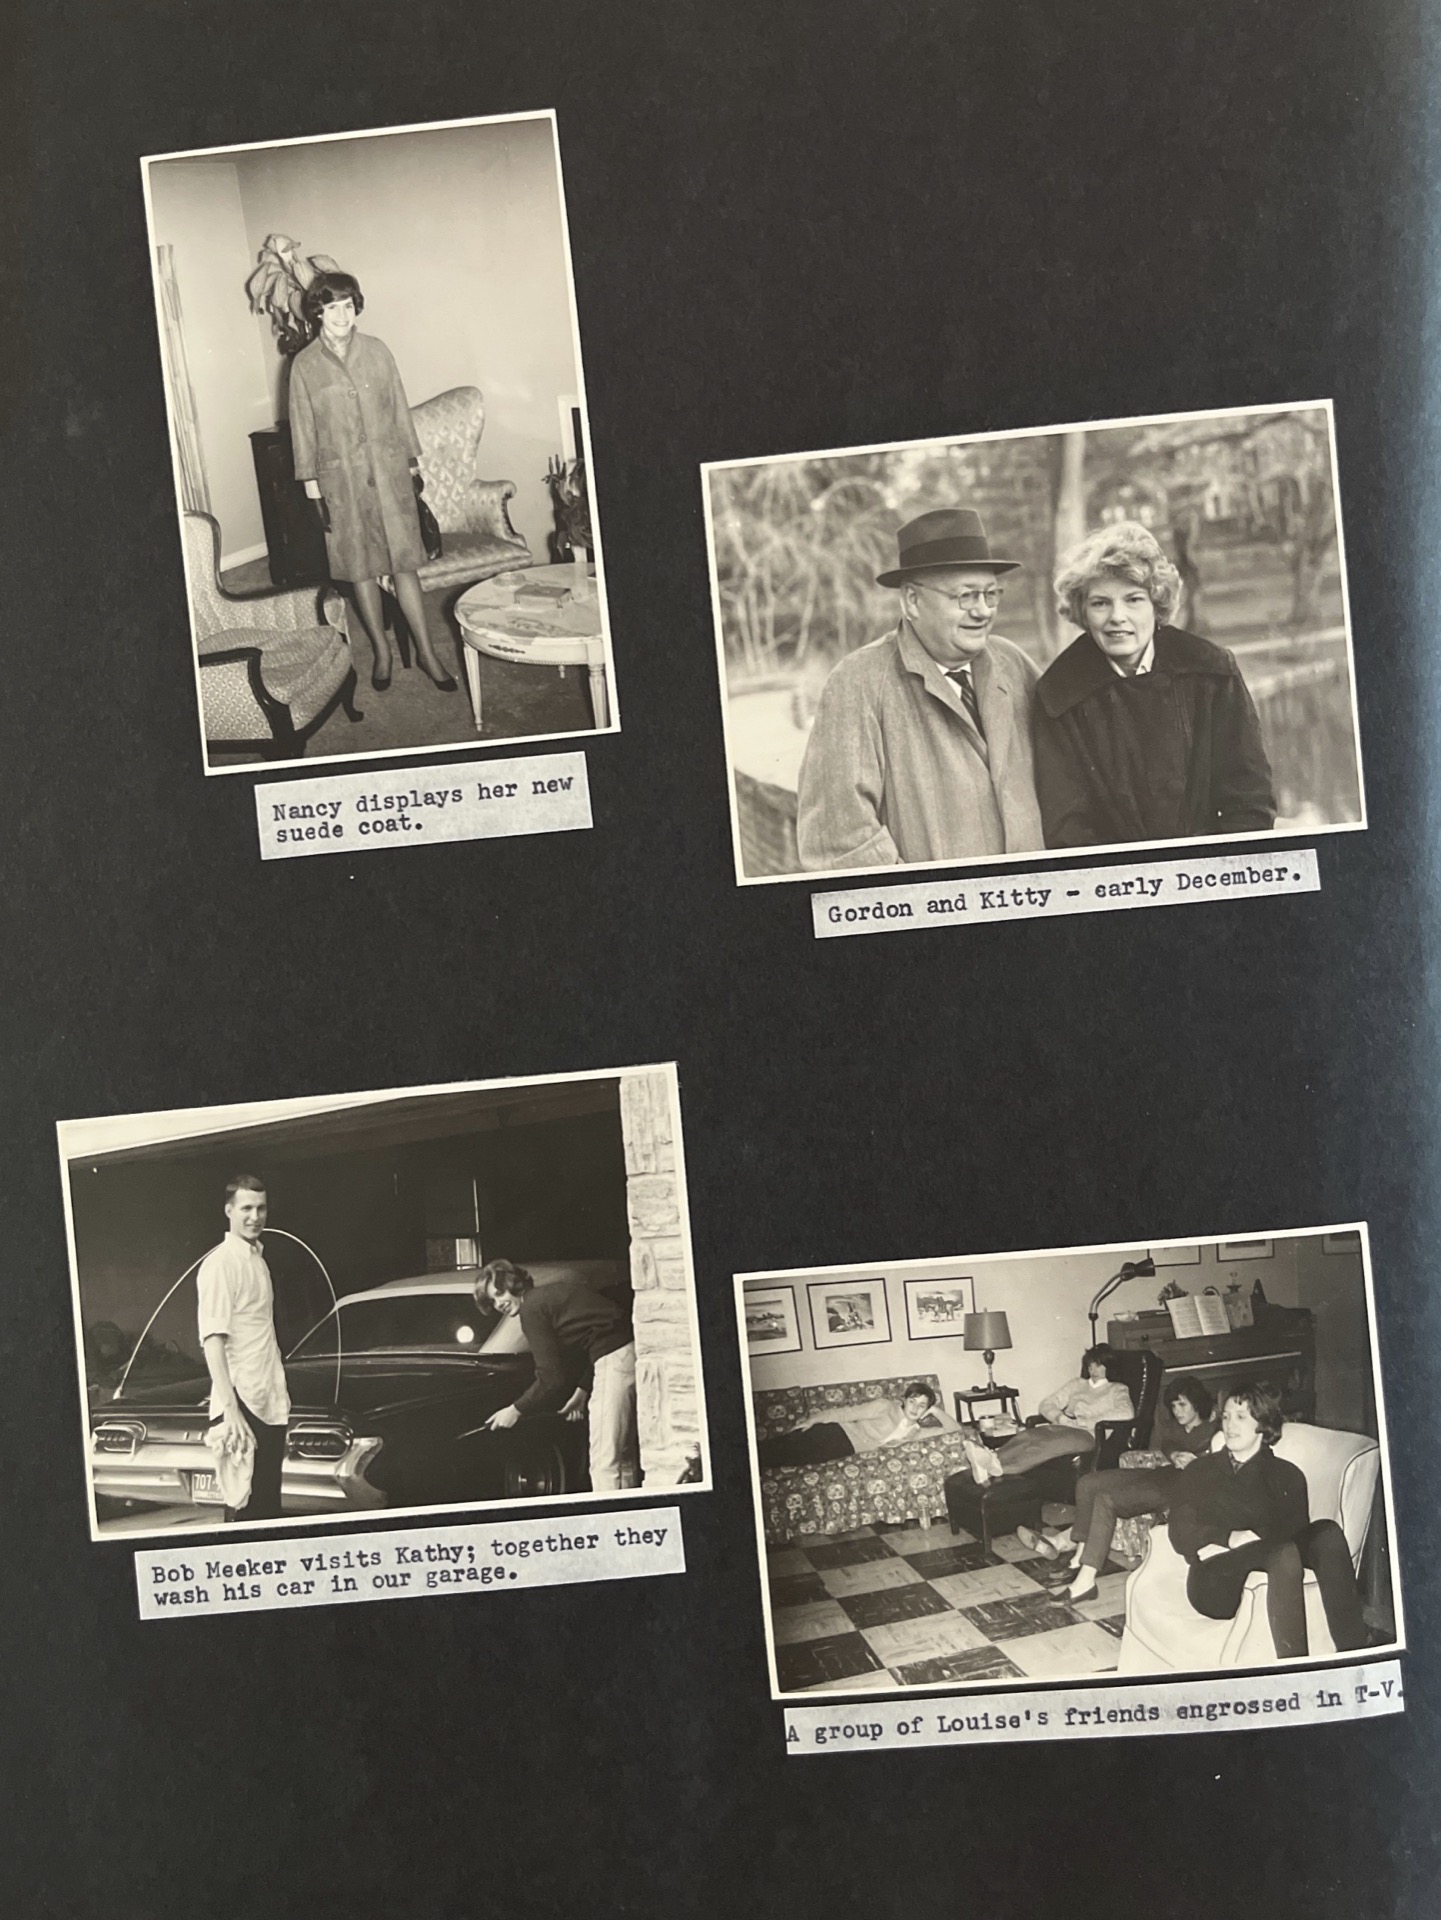 Nancy displays her new
suede coat.
Gordon and Kitty - early December.
707-
Bob Meeker visits Kathy; together they
wash his car in our garage.
A group of Louise's friends engrossed in T-V.